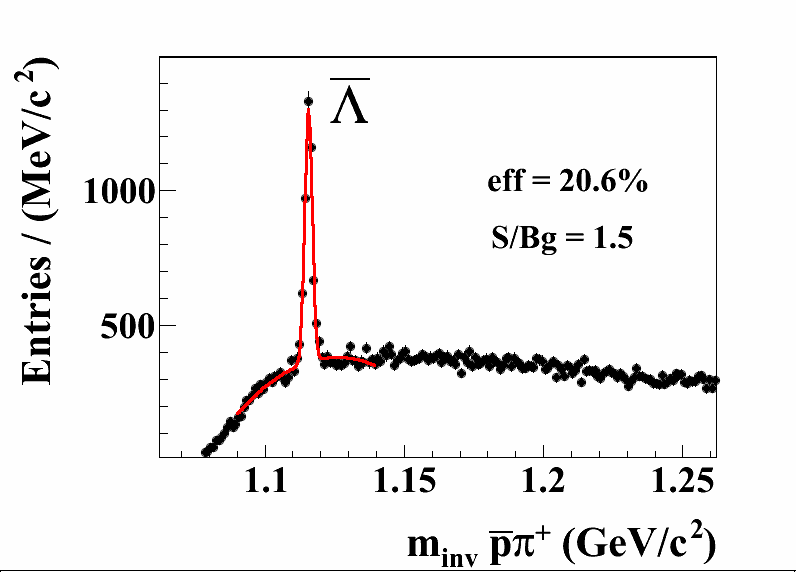 Λ̅
Entries / (MeV/c²)
1000
500
eff = 20.6%
S/Bg = 1.5
1.1 1.15 1.2 1.25
m_inv p̅π⁺ (GeV/c²)